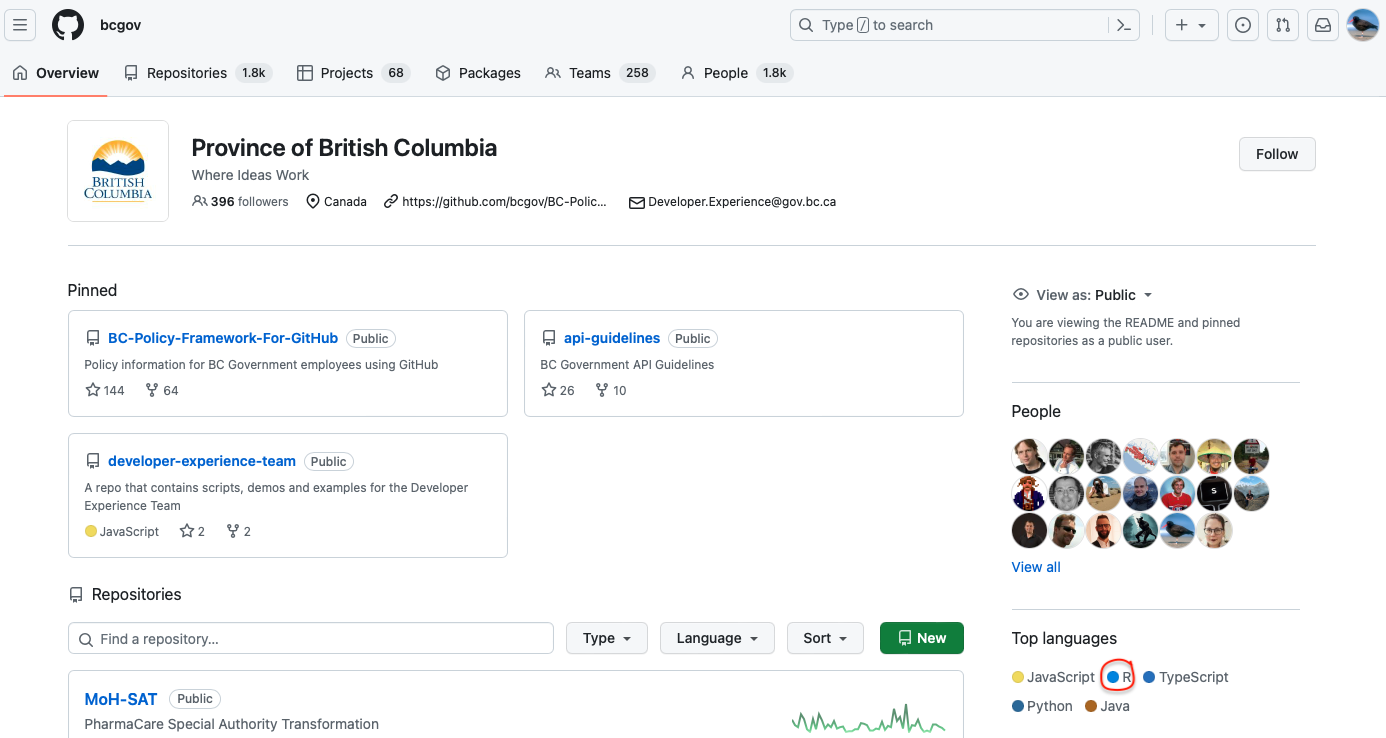 bcgov
Type / to search
Overview
Repositories 1.8k
Projects 68
Packages
Teams 258
People 1.8k
BRITISH
COLUMBIA
Province of British Columbia
Where Ideas Work
396 followers
Canada
https://github.com/bcgov/BC-Polic...
Developer.Experience@gov.bc.ca
Follow
Pinned
BC-Policy-Framework-For-GitHub Public
Policy information for BC Government employees using GitHub
144 64
api-guidelines Public
BC Government API Guidelines
26 10
developer-experience-team Public
A repo that contains scripts, demos and examples for the Developer
Experience Team
JavaScript 2 2
Repositories
Find a repository...
Type
Language
Sort
New
MoH-SAT Public
PharmaCare Special Authority Transformation
View as: Public
You are viewing the README and pinned
repositories as a public user.
People
S
View all
Top languages
JavaScript R TypeScript
Python Java